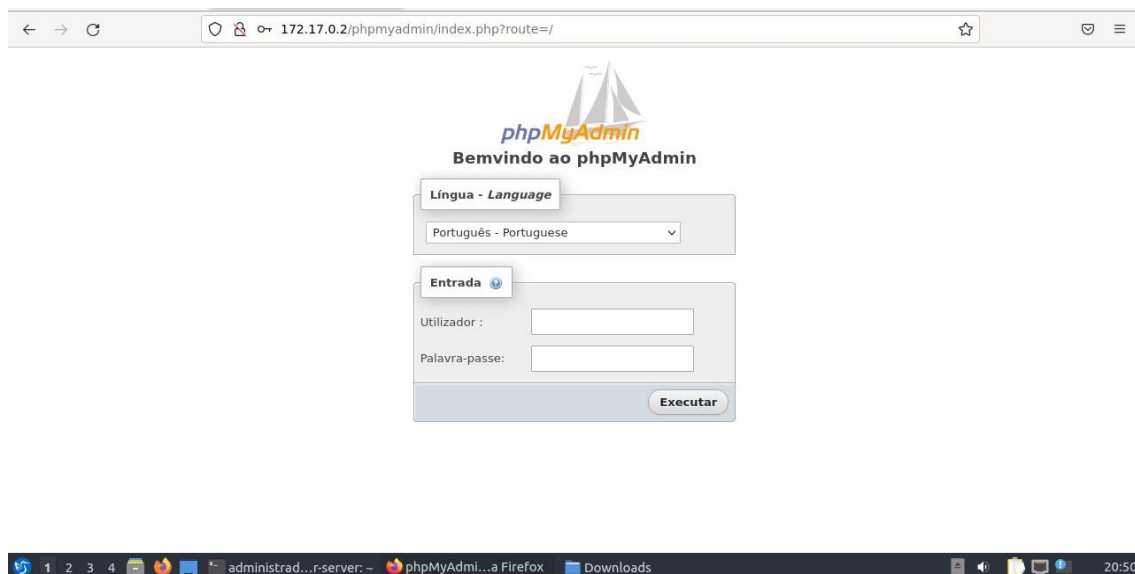 172.17.0.2/phpmyadmin/index.php?route=/
phpMyAdmin
Bemvindo ao phpMyAdmin
Língua - Language
Português - Portuguese
Entrada
Utilizador :
Palavra-passe:
Executar
1 2 3 4 administrad...r-server: ~ phpMyAdmi...a Firefox Downloads 20:50